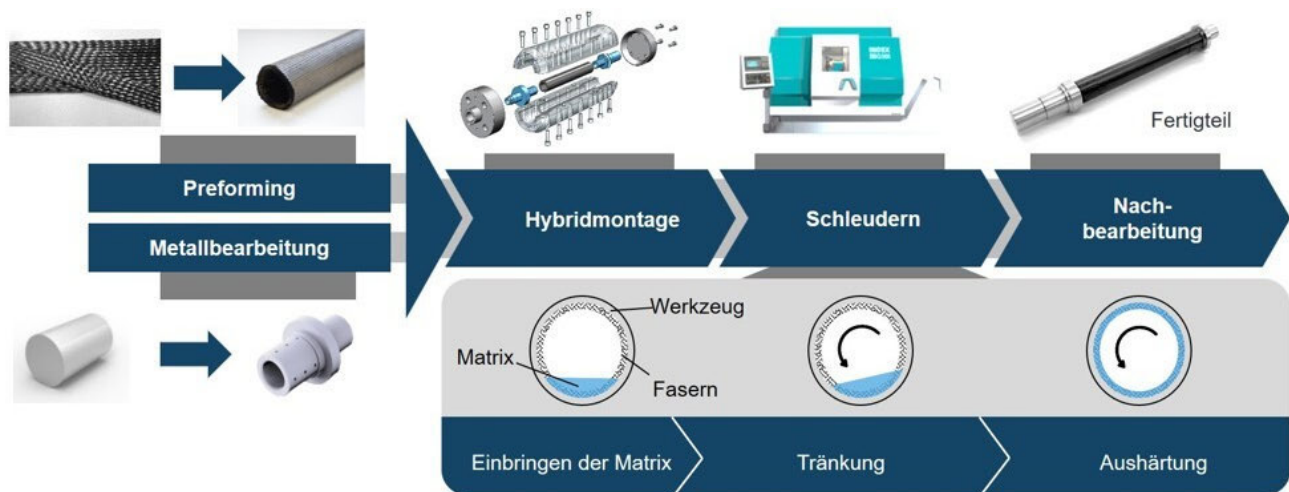 Fertigteil
Preforming
Metallbearbeitung
Hybridmontage
Schleudern
Nach-
bearbeitung
Werkzeug
Matrix
Fasern
Einbringen der Matrix
Tränkung
Aushärtung